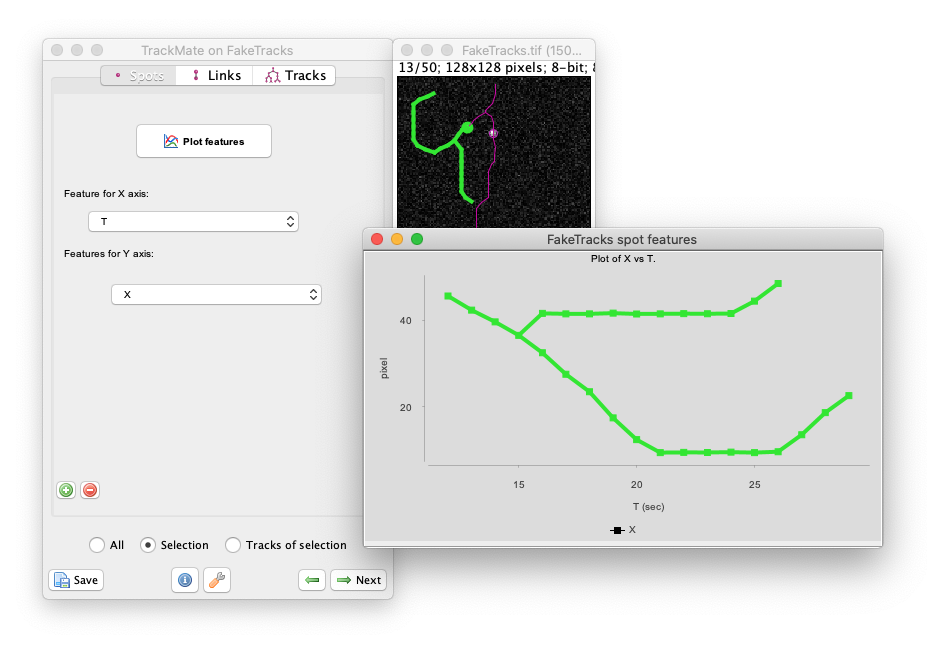 TrackMate on FakeTracks
Spots
Links
Tracks
Plot features
Feature for X axis:
T
Features for Y axis:
X
All
Selection
Tracks of selection
Save
Next
FakeTracks.tif (150...
13/50; 128x128 pixels; 8-bit;
FakeTracks spot features
Plot of X vs T.
40
20
pixel
15
20
25
T (sec)
X